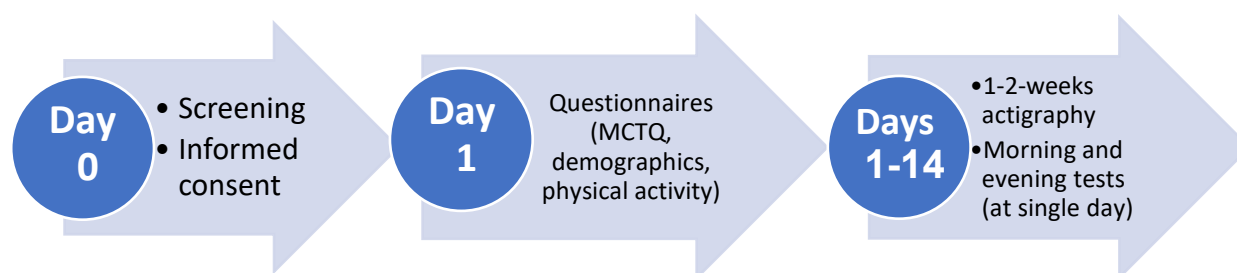 Day
0
• Screening
• Informed
consent
Day
1
Questionnaires
(MCTQ,
demographics,
physical activity)
Days
1-14
•1-2-weeks
actigraphy
•Morning and
evening tests
(at single day)